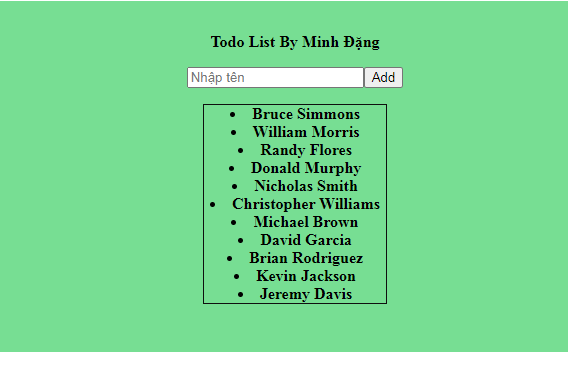 Todo List By Minh Đặng
Nhập tên Add
Bruce Simmons
William Morris
Randy Flores
Donald Murphy
Nicholas Smith
Christopher Williams
Michael Brown
David Garcia
Brian Rodriguez
Kevin Jackson
Jeremy Davis